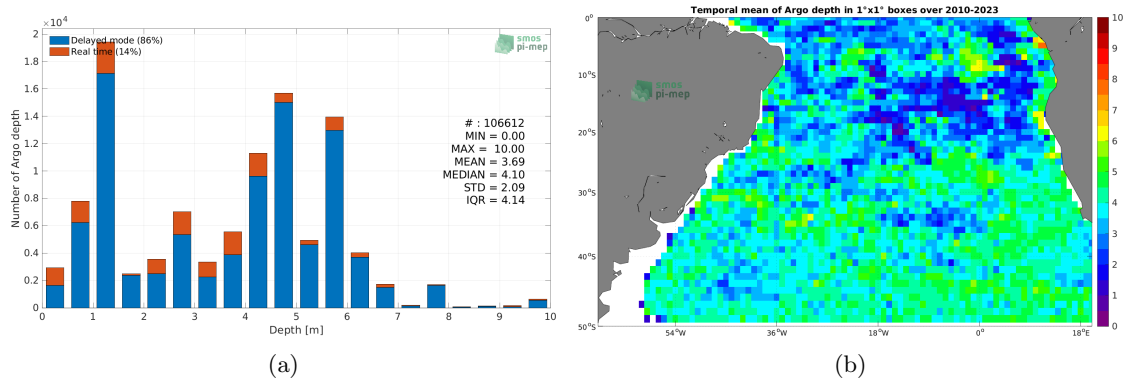 ×10⁴
Delayed mode (86%)
Real time (14%)
smos
pi-mep
# : 106612
MIN = 0.00
MAX = 10.00
MEAN = 3.69
MEDIAN = 4.10
STD = 2.09
IQR = 4.14
Number of Argo depth
2
1.8
1.6
1.4
1.2
1
0.8
0.6
0.4
0.2
0
0 1 2 3 4 5 6 7 8 9 10
Depth [m]
(a)
Temporal mean of Argo depth in 1°x1° boxes over 2010-2023
smos
pi-mep
0°
10°S
20°S
30°S
40°S
50°S
54°W 36°W 18°W 0° 18°E
10
9
8
7
6
5
4
3
2
1
0
(b)